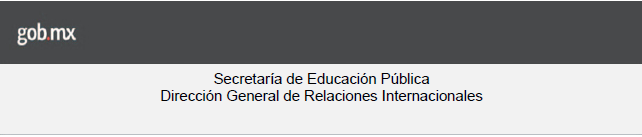 gob.mx
Secretaría de Educación Pública
Dirección General de Relaciones Internacionales